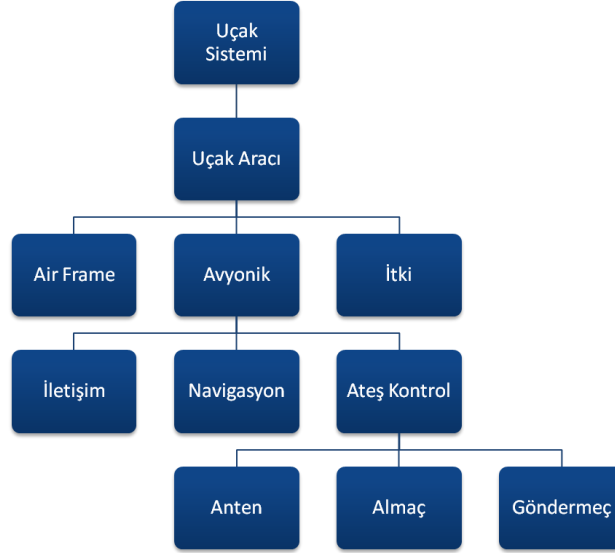 Uçak
Sistemi
Uçak Aracı
Air Frame
Avyonik
İtki
İletişim
Navigasyon
Ateş Kontrol
Anten
Almaç
Göndermeç